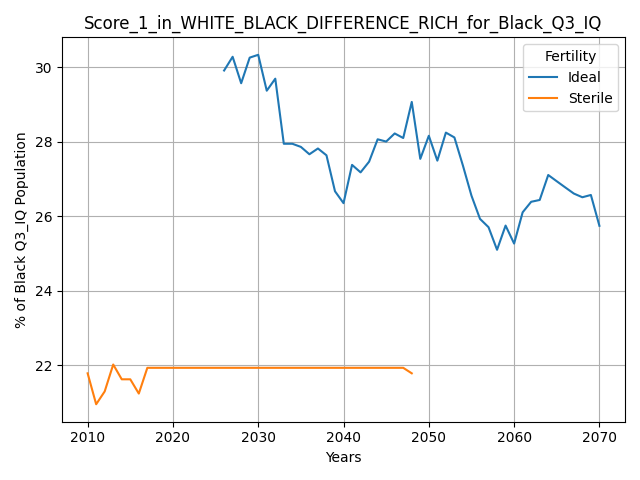 Score_1_in_WHITE_BLACK_DIFFERENCE_RICH_for_Black_Q3_IQ
% of Black Q3_IQ Population
30
28
26
24
22
Fertility
Ideal
Sterile
2010 2020 2030 2040 2050 2060 2070
Years